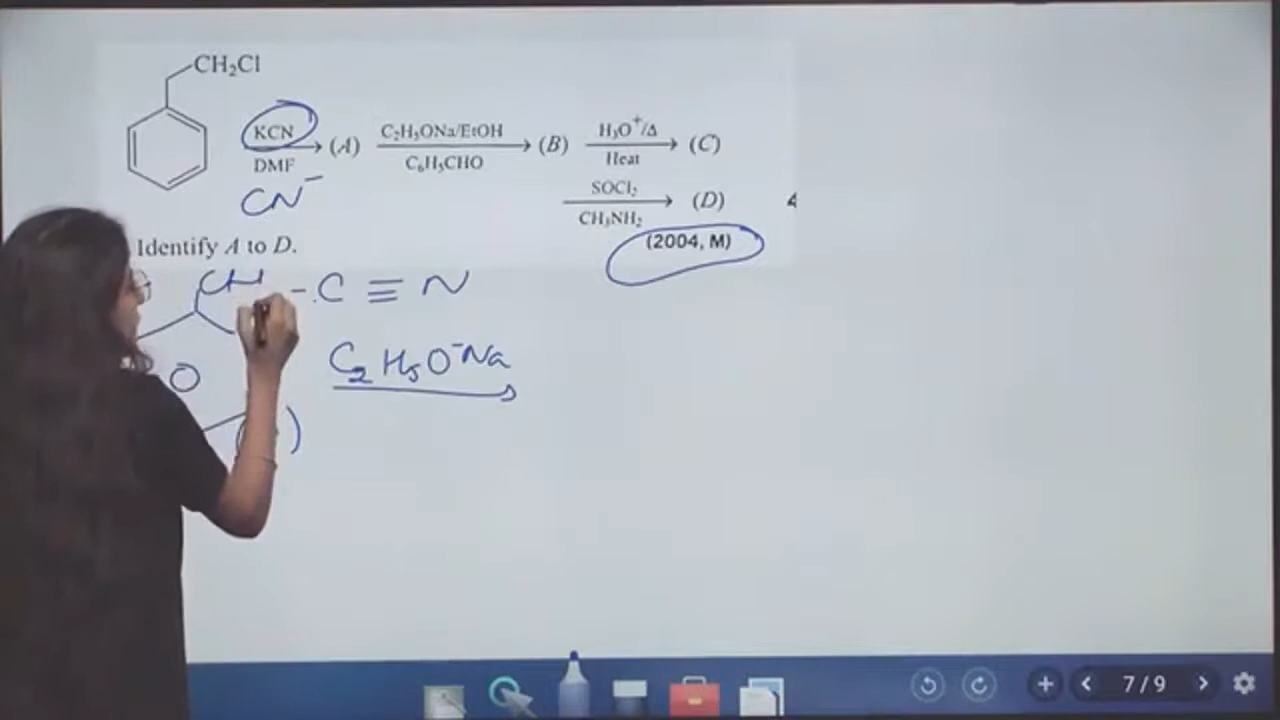 CH₂Cl
KCN
DMF
(A)
C₂H₅ONa/EtOH
C₆H₅CHO
(B)
H₃O⁺/Δ
Heat
(C)
SOCl₂
CH₃NH₂
(D)
4
CN⁻
Identify A to D.
(2004, M)
CH - C ≡ N
C₂H₅O⁻Na
O
7/9